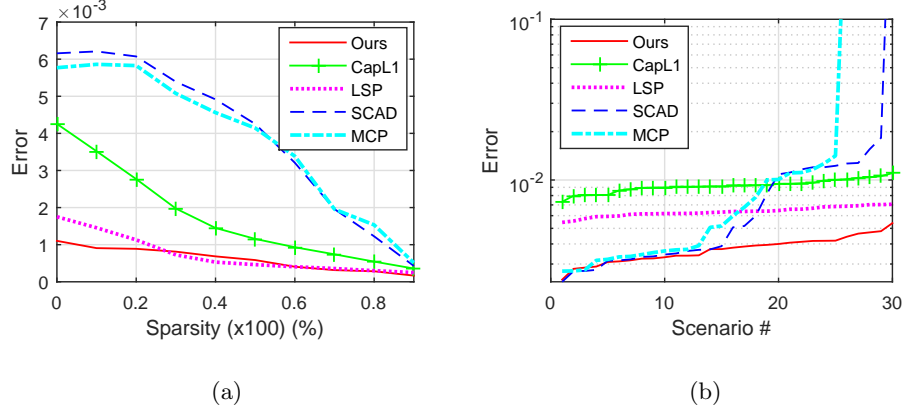 ×10⁻³
7
6
5
4
3
2
1
0
0 0.2 0.4 0.6 0.8
Error
Sparsity (x100) (%)
Ours
CapL1
LSP
SCAD
MCP
(a)
10⁻¹
10⁻²
10 20 30
Error
Scenario #
Ours
CapL1
LSP
SCAD
MCP
(b)